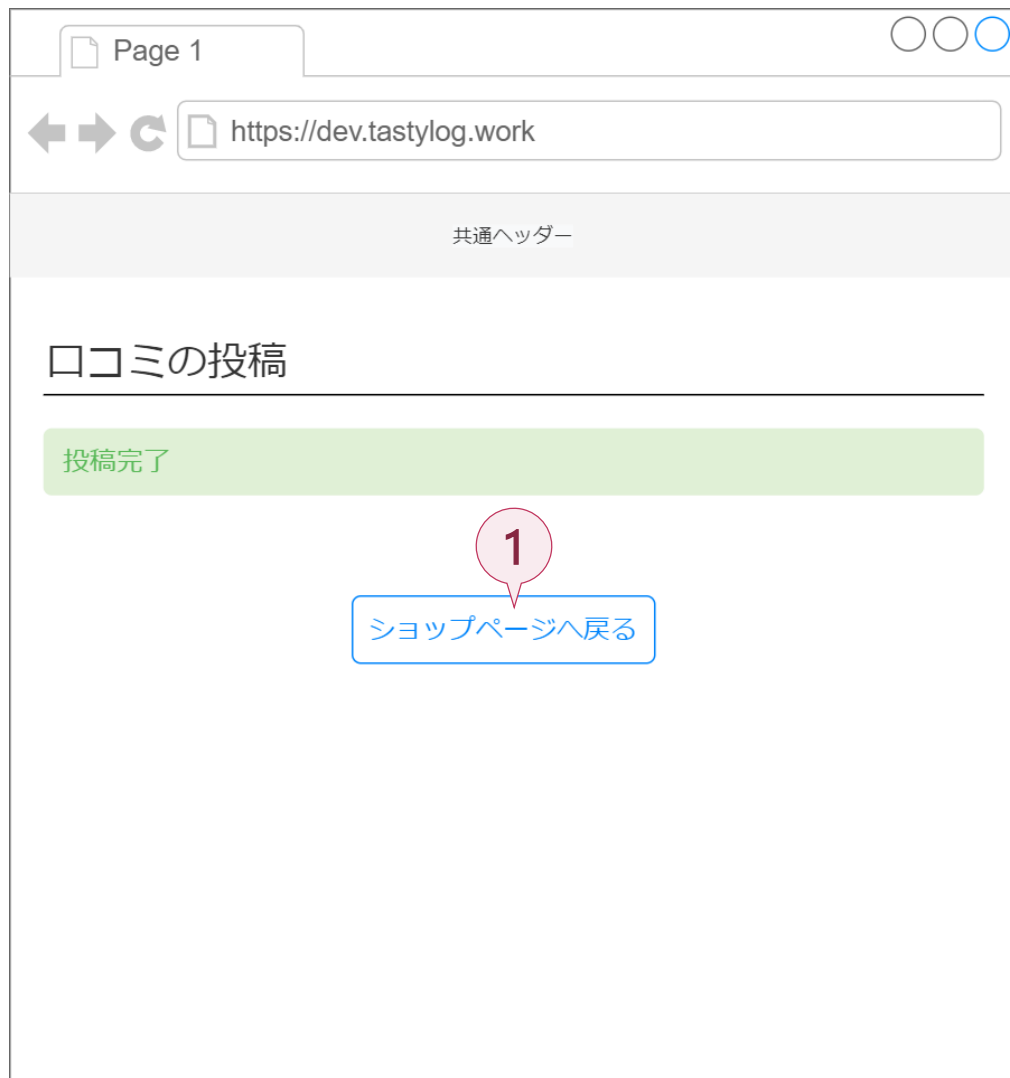 Page 1
https://dev.tastylog.work
共通ヘッダー
口コミの投稿
投稿完了
1
ショップページへ戻る